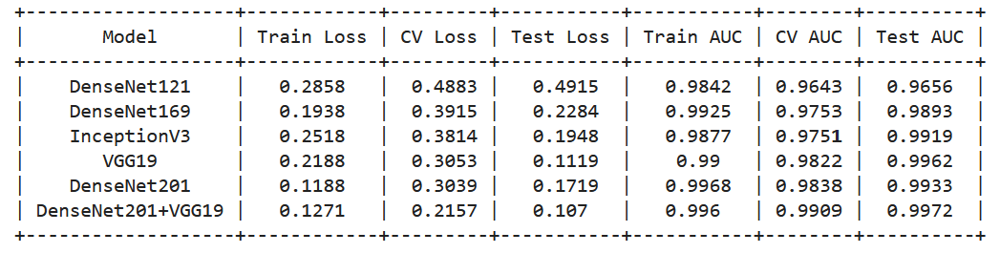 +--------------------+------------+---------+-----------+-----------+--------+----------+
|       Model        | Train Loss | CV Loss | Test Loss | Train AUC | CV AUC | Test AUC |
+--------------------+------------+---------+-----------+-----------+--------+----------+
|    DenseNet121     |   0.2858   |  0.4883 |   0.4915  |   0.9842  | 0.9643 |  0.9656  |
|    DenseNet169     |   0.1938   |  0.3915 |   0.2284  |   0.9925  | 0.9753 |  0.9893  |
|    InceptionV3     |   0.2518   |  0.3814 |   0.1948  |   0.9877  | 0.9751 |  0.9919  |
|       VGG19        |   0.2188   |  0.3053 |   0.1119  |    0.99   | 0.9822 |  0.9962  |
|    DenseNet201     |   0.1188   |  0.3039 |   0.1719  |   0.9968  | 0.9838 |  0.9933  |
| DenseNet201+VGG19 |   0.1271   |  0.2157 |   0.107   |   0.996   | 0.9909 |  0.9972  |
+--------------------+------------+---------+-----------+-----------+--------+----------+